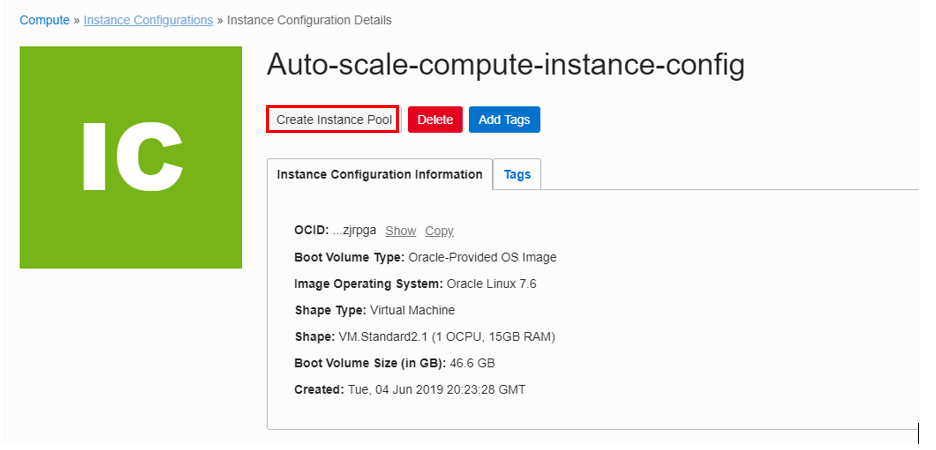 Compute » Instance Configurations » Instance Configuration Details
Auto-scale-compute-instance-config
IC
Create Instance Pool Delete Add Tags
Instance Configuration Information Tags
OCID: ...zjrpga Show Copy
Boot Volume Type: Oracle-Provided OS Image
Image Operating System: Oracle Linux 7.6
Shape Type: Virtual Machine
Shape: VM.Standard2.1 (1 OCPU, 15GB RAM)
Boot Volume Size (in GB): 46.6 GB
Created: Tue, 04 Jun 2019 20:23:28 GMT